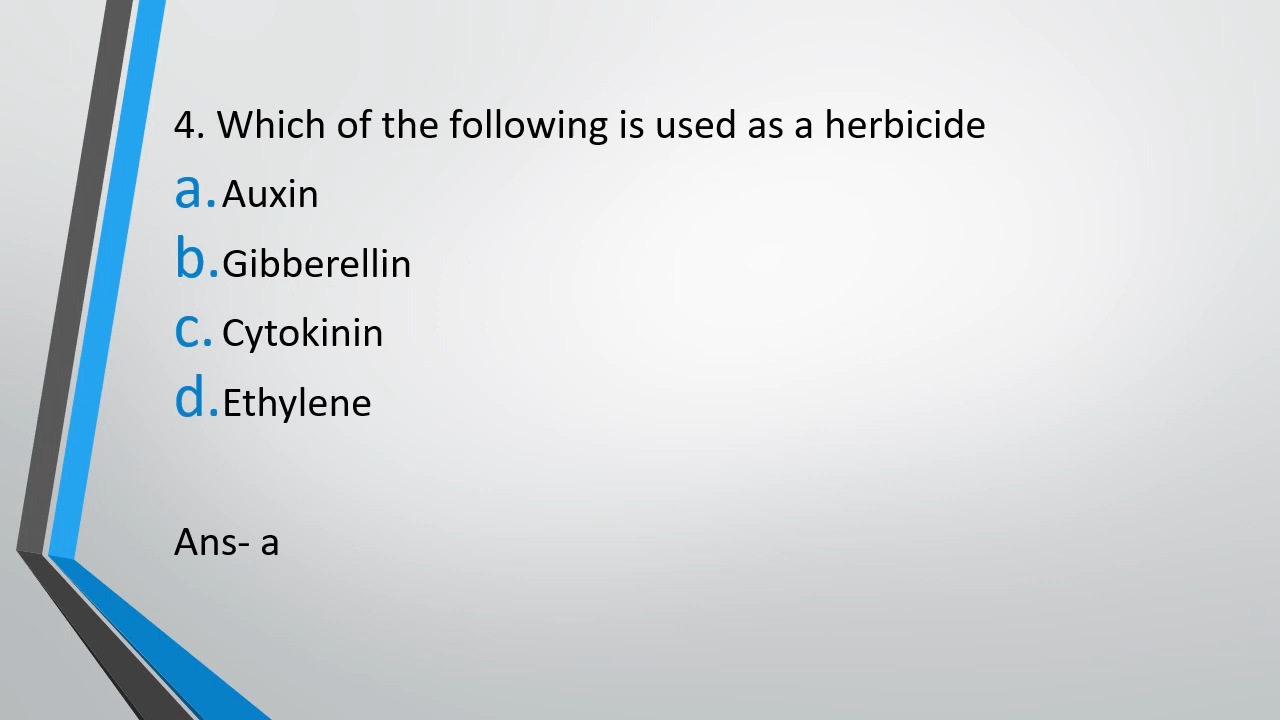 4. Which of the following is used as a herbicide
a. Auxin
b. Gibberellin
c. Cytokinin
d. Ethylene
Ans- a